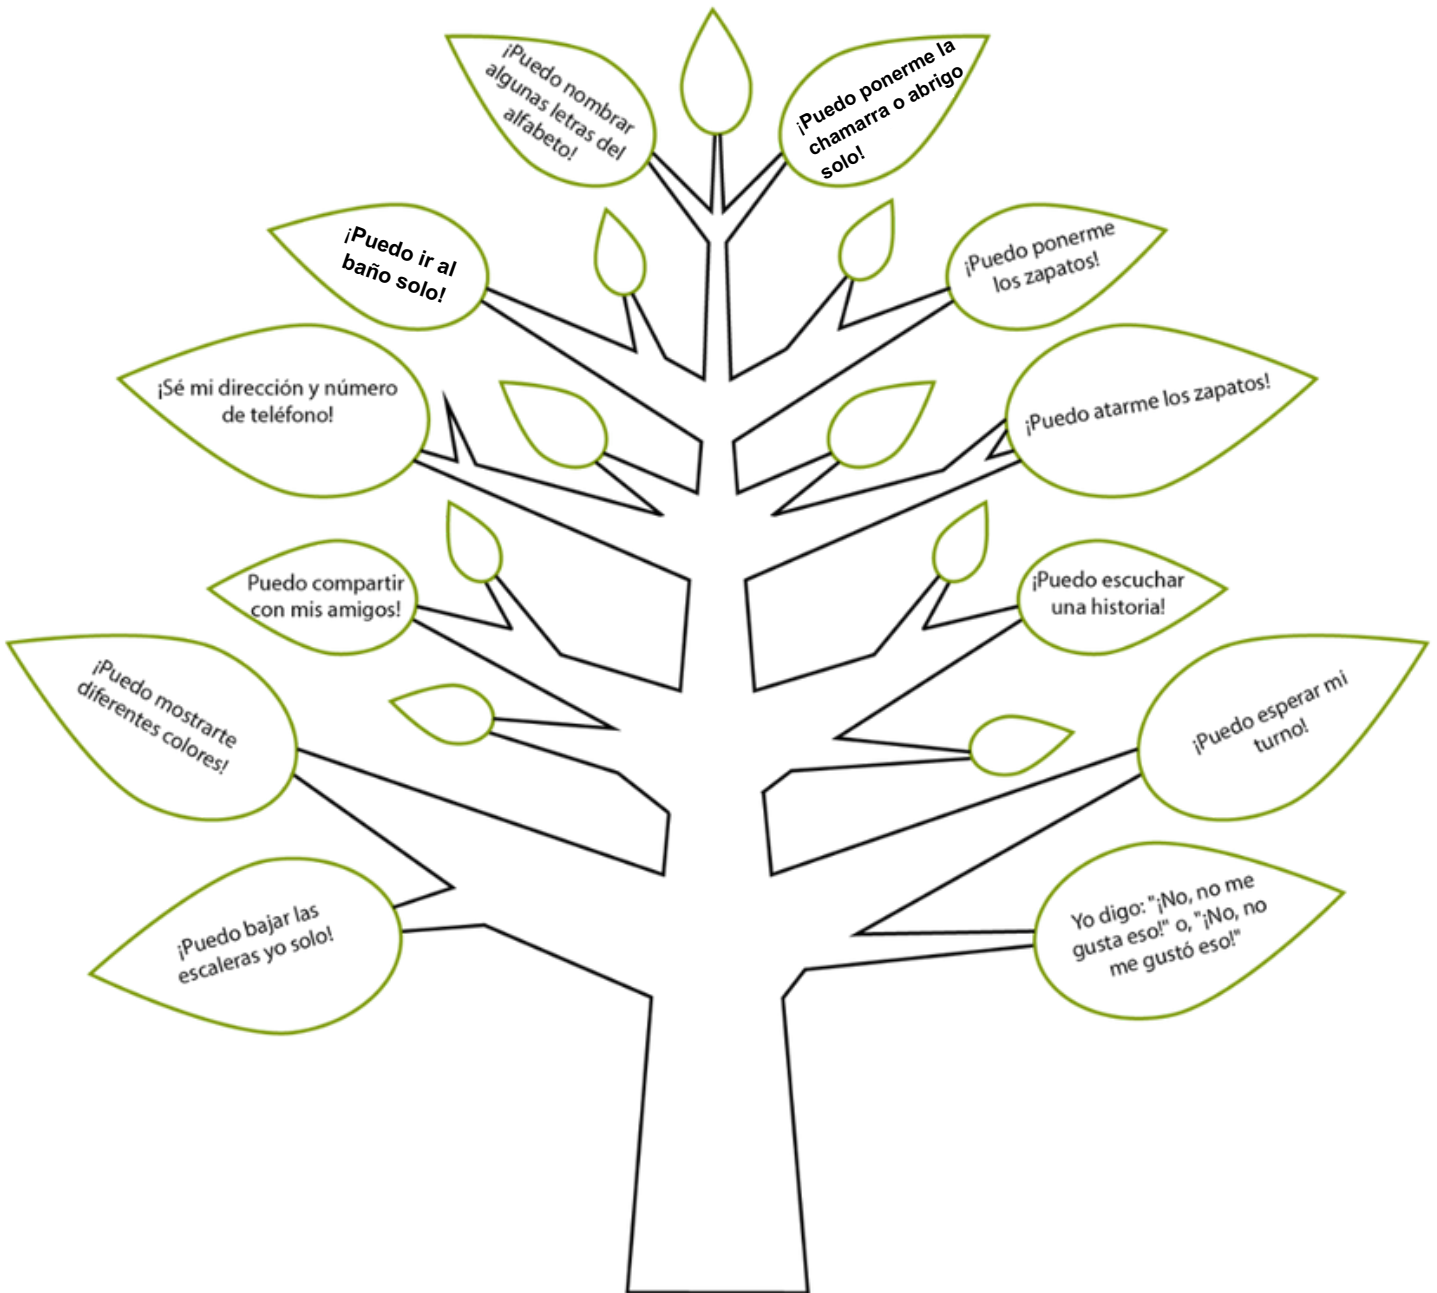 ¡Puedo nombrar
algunas letras del
alfabeto!
¡Puedo ponerme la
chamarra o abrigo
solo!
¡Puedo ir al
baño solo!
¡Puedo ponerme
los zapatos!
¡Sé mi dirección y número
de teléfono!
¡Puedo atarme los zapatos!
Puedo compartir
con mis amigos!
¡Puedo escuchar
una historia!
¡Puedo mostrarte
diferentes colores!
¡Puedo esperar mi
turno!
¡Puedo bajar las
escaleras yo solo!
Yo digo: "¡No, no me
gusta eso!" o, "¡No, no
me gustó eso!"